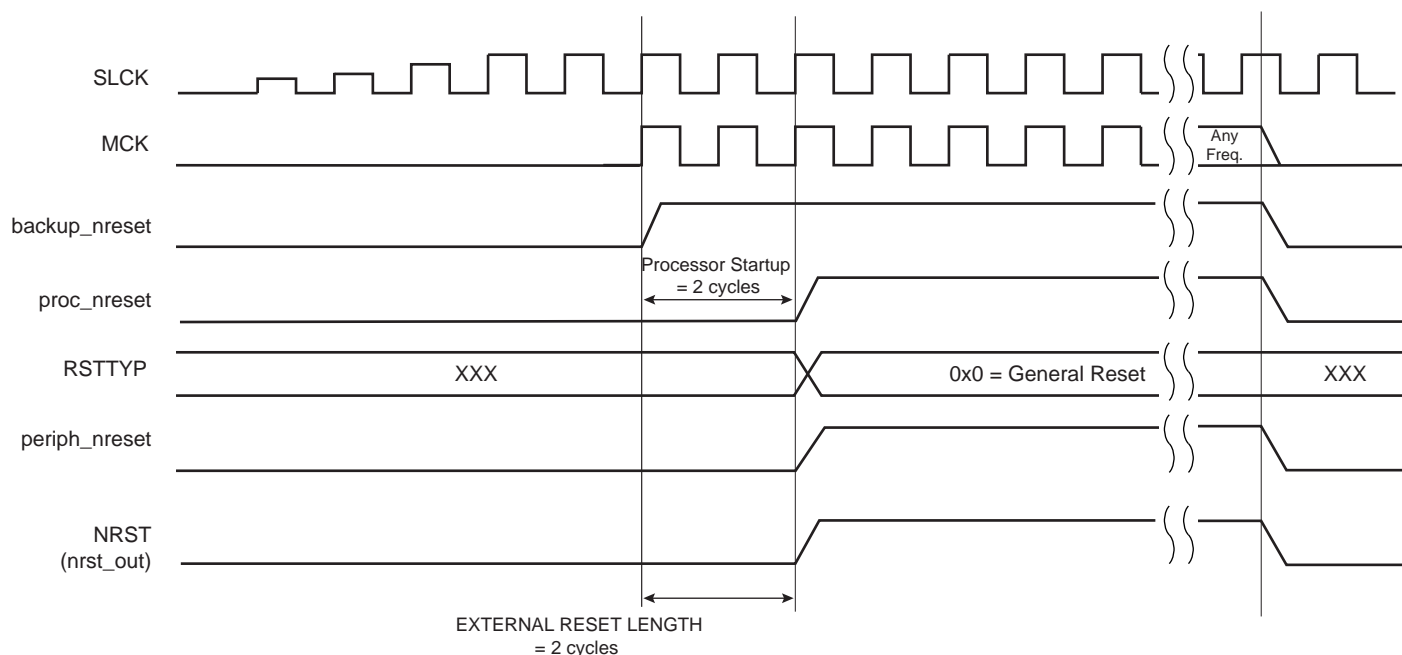 SLCK
MCK
Any
Freq.
backup_nreset
Processor Startup
= 2 cycles
proc_nreset
RSTTYP
XXX
0x0 = General Reset
XXX
periph_nreset
NRST
(nrst_out)
EXTERNAL RESET LENGTH
= 2 cycles